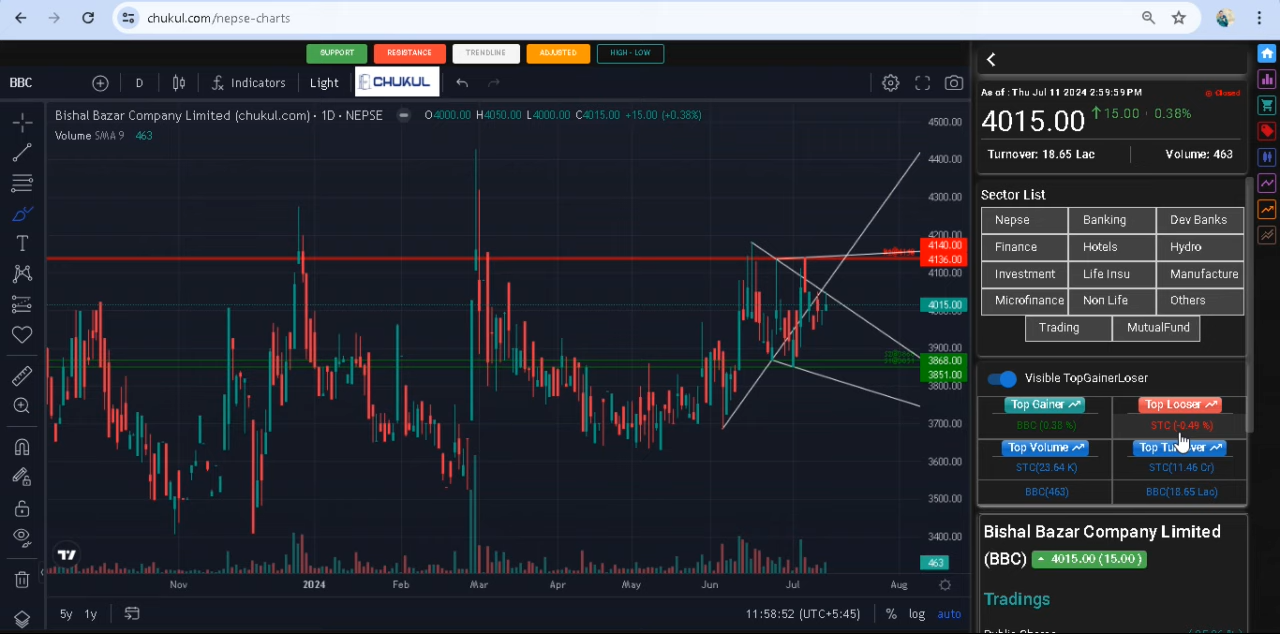 chukul.com/nepse-charts
SUPPORT RESISTANCE TRENDLINE ADJUSTED HIGH - LOW
BBC D Indicators Light CHUKUL
Bishal Bazar Company Limited (chukul.com) · 1D · NEPSE O4000.00 H4050.00 L4000.00 C4015.00 +15.00 (+0.38%)
Volume SMA 9 463
4500.00
4400.00
4300.00
4200.00
4140.00
4136.00
4100.00
4015.00
4000.00
3900.00
3868.00
3851.00
3800.00
3700.00
3600.00
3500.00
3400.00
463
Nov 2024 Feb Mar Apr May Jun Jul Aug
5y 1y 11:58:52 (UTC+5:45) % log auto
As of : Thu Jul 11 2024 2:59:59 PM Closed
4015.00 15.00 · 0.38%
Turnover: 18.65 Lac Volume: 463
Sector List
Nepse Banking Dev Banks
Finance Hotels Hydro
Investment Life Insu Manufacture
Microfinance Non Life Others
Trading MutualFund
Visible TopGainerLoser
Top Gainer Top Looser
BBC (0.38 %) STC (-0.49 %)
Top Volume Top Turnover
STC(23.64 K) STC(11.46 Cr)
BBC(463) BBC(18.65 Lac)
Bishal Bazar Company Limited
(BBC) 4015.00 (15.00)
Tradings